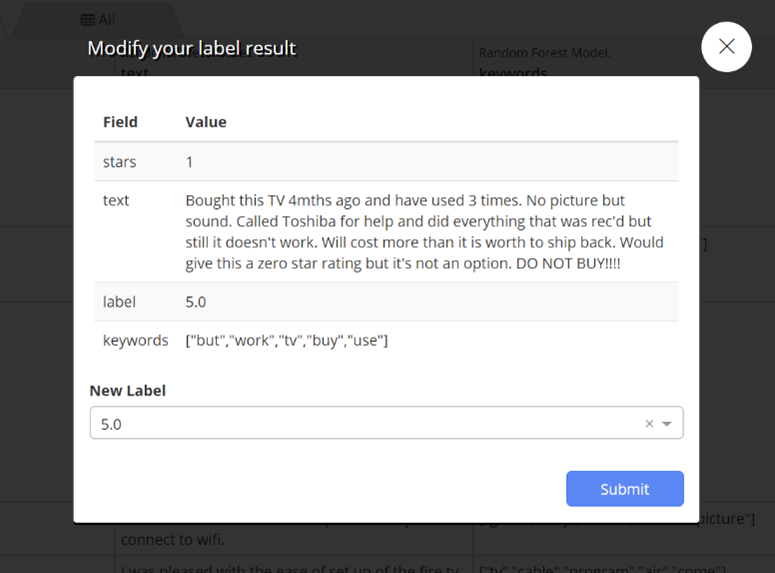 All
Modify your label result
Random Forest Model.
text
keywords
Field Value
stars 1
text Bought this TV 4mths ago and have used 3 times. No picture but
sound. Called Toshiba for help and did everything that was rec'd but
still it doesn't work. Will cost more than it is worth to ship back. Would
give this a zero star rating but it's not an option. DO NOT BUY!!!!
]
label 5.0
keywords ["but","work","tv","buy","use"]
New Label
5.0
Submit
picture"]
connect to wifi.
I was pleased with the ease of set up of the fire tv ["tv","cable","program","air","come"]